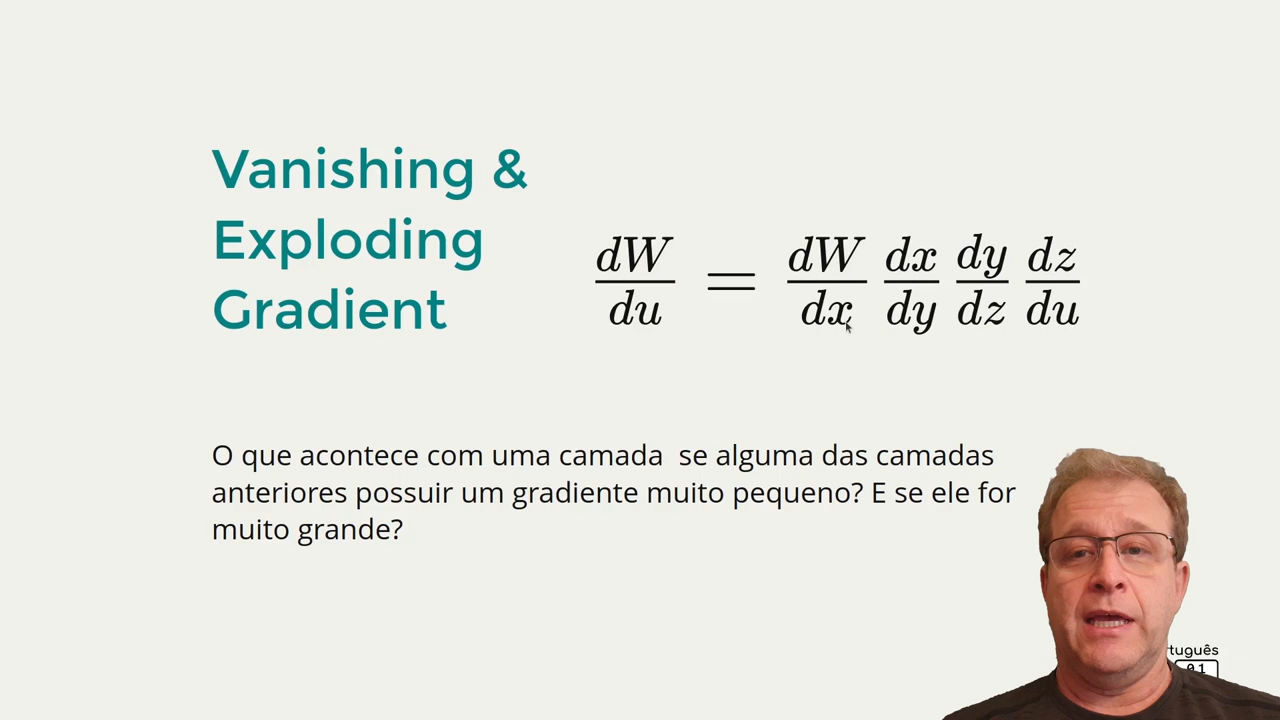 Vanishing &
Exploding
Gradient
dW/du = dW/dx dx/dy dy/dz dz/du
O que acontece com uma camada  se alguma das camadas
anteriores possuir um gradiente muito pequeno? E se ele for
muito grande?